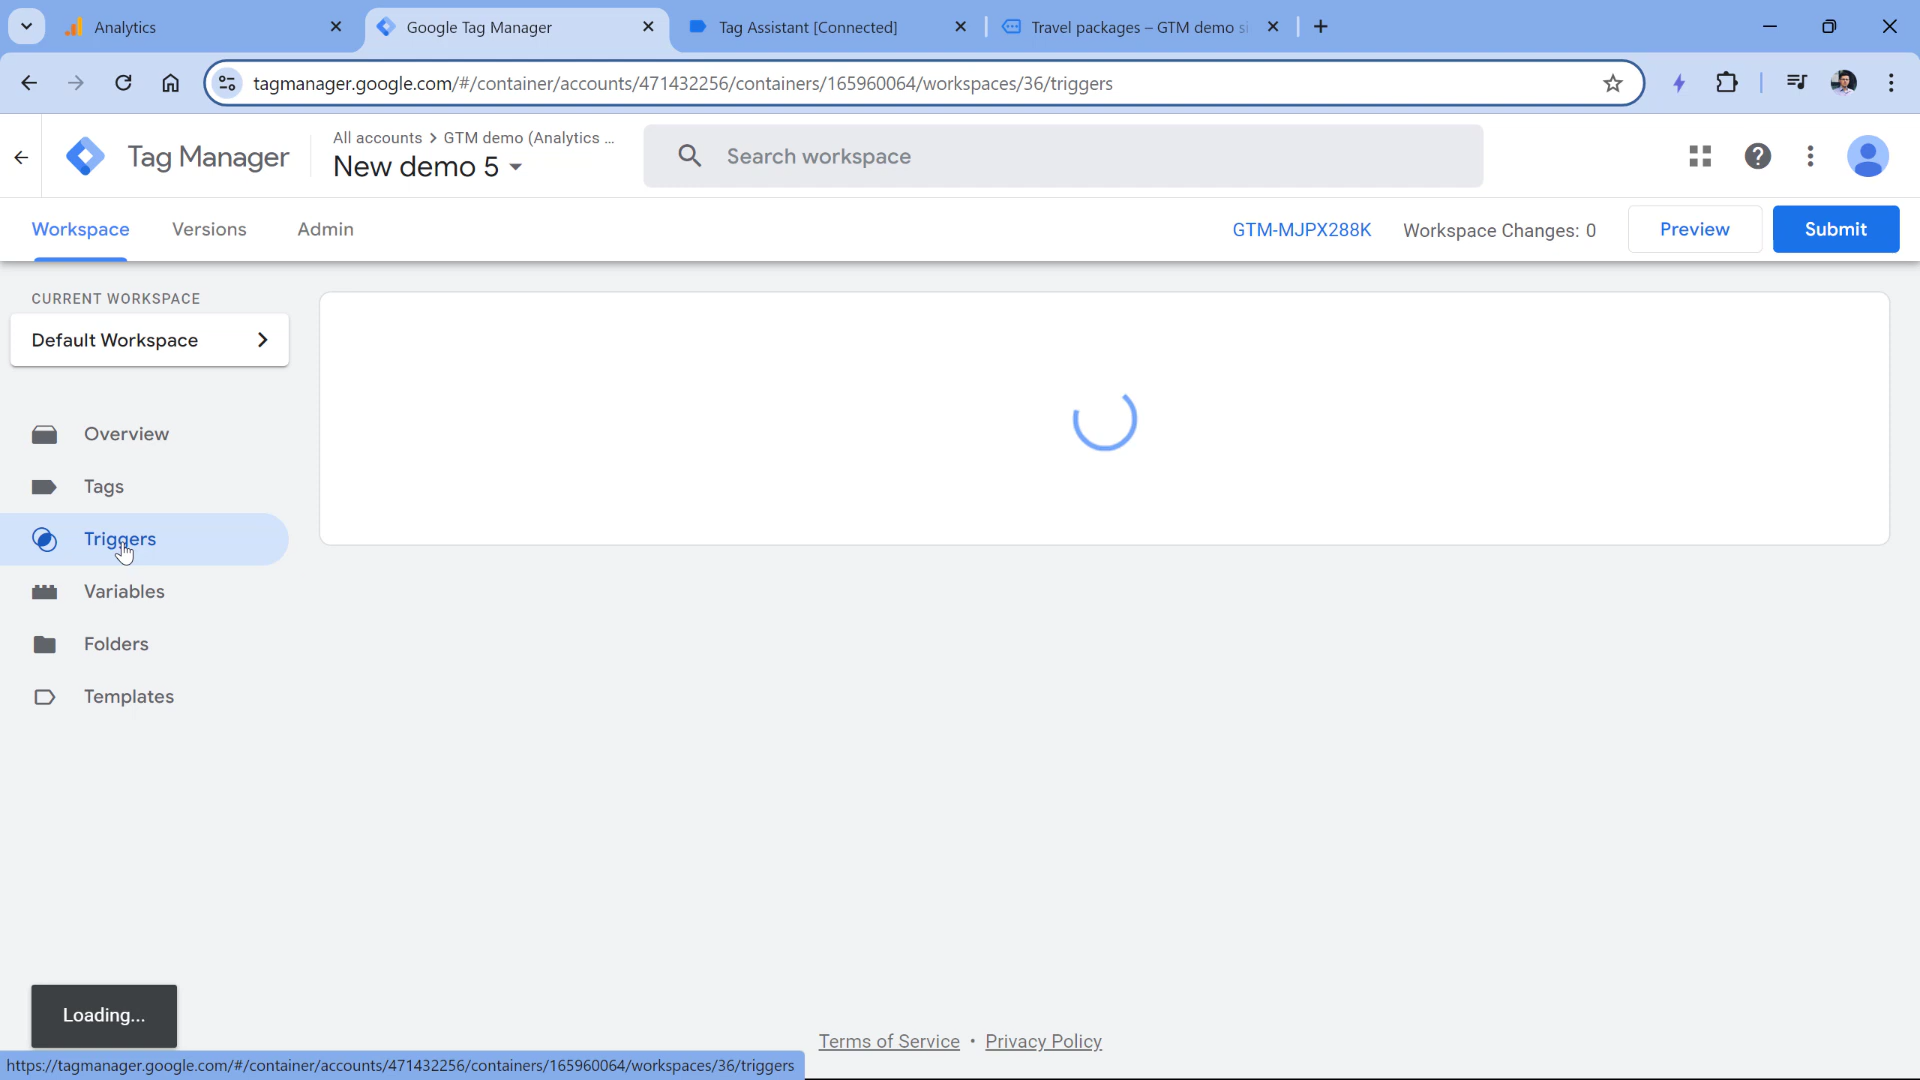 Analytics
Google Tag Manager
Tag Assistant [Connected]
Travel packages – GTM demo si
tagmanager.google.com/#/container/accounts/471432256/containers/165960064/workspaces/36/triggers
Tag Manager
All accounts > GTM demo (Analytics ...
New demo 5
Search workspace
Workspace
Versions
Admin
GTM-MJPX288K
Workspace Changes: 0
Preview
Submit
CURRENT WORKSPACE
Default Workspace
Overview
Tags
Triggers
Variables
Folders
Templates
Loading...
Terms of Service • Privacy Policy
https://tagmanager.google.com/#/container/accounts/471432256/containers/165960064/workspaces/36/triggers